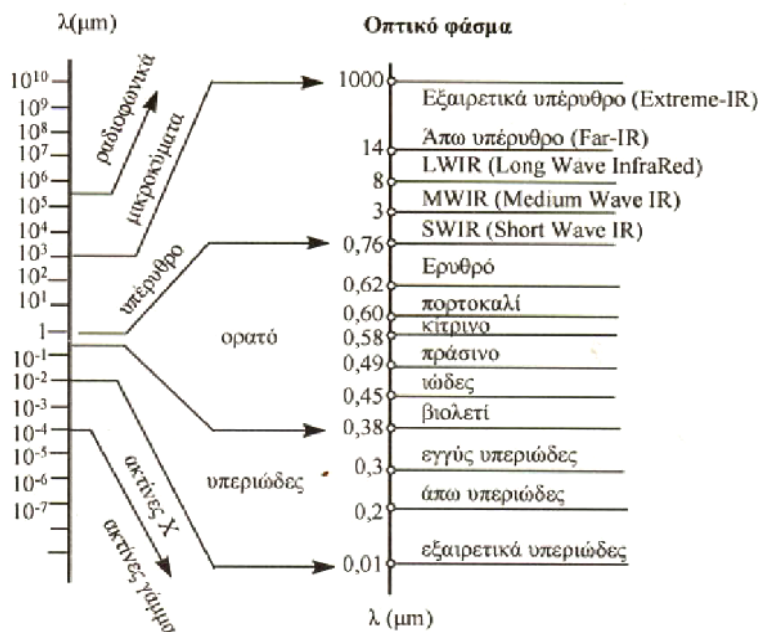 λ(μm)
Οπτικό φάσμα
10¹⁰
10⁹
10⁸
10⁷
10⁶
10⁵
10⁴
10³
10²
10¹
1
10⁻¹
10⁻²
10⁻³
10⁻⁴
10⁻⁵
10⁻⁶
10⁻⁷
ραδιοφωνικά
μικροκύματα
υπέρυθρο
ορατό
υπεριώδες
ακτίνες Χ
ακτίνες γάμμα
1000
Εξαιρετικά υπέρυθρο (Extreme-IR)
Άπω υπέρυθρο (Far-IR)
14
LWIR (Long Wave InfraRed)
8
MWIR (Medium Wave IR)
3
SWIR (Short Wave IR)
0,76
Ερυθρό
0,62
πορτοκαλί
0,60
κίτρινο
0,58
πράσινο
0,49
ιώδες
0,45
βιολετί
0,38
εγγύς υπεριώδες
0,3
άπω υπεριώδες
0,2
εξαιρετικά υπεριώδες
0,01
λ (μm)